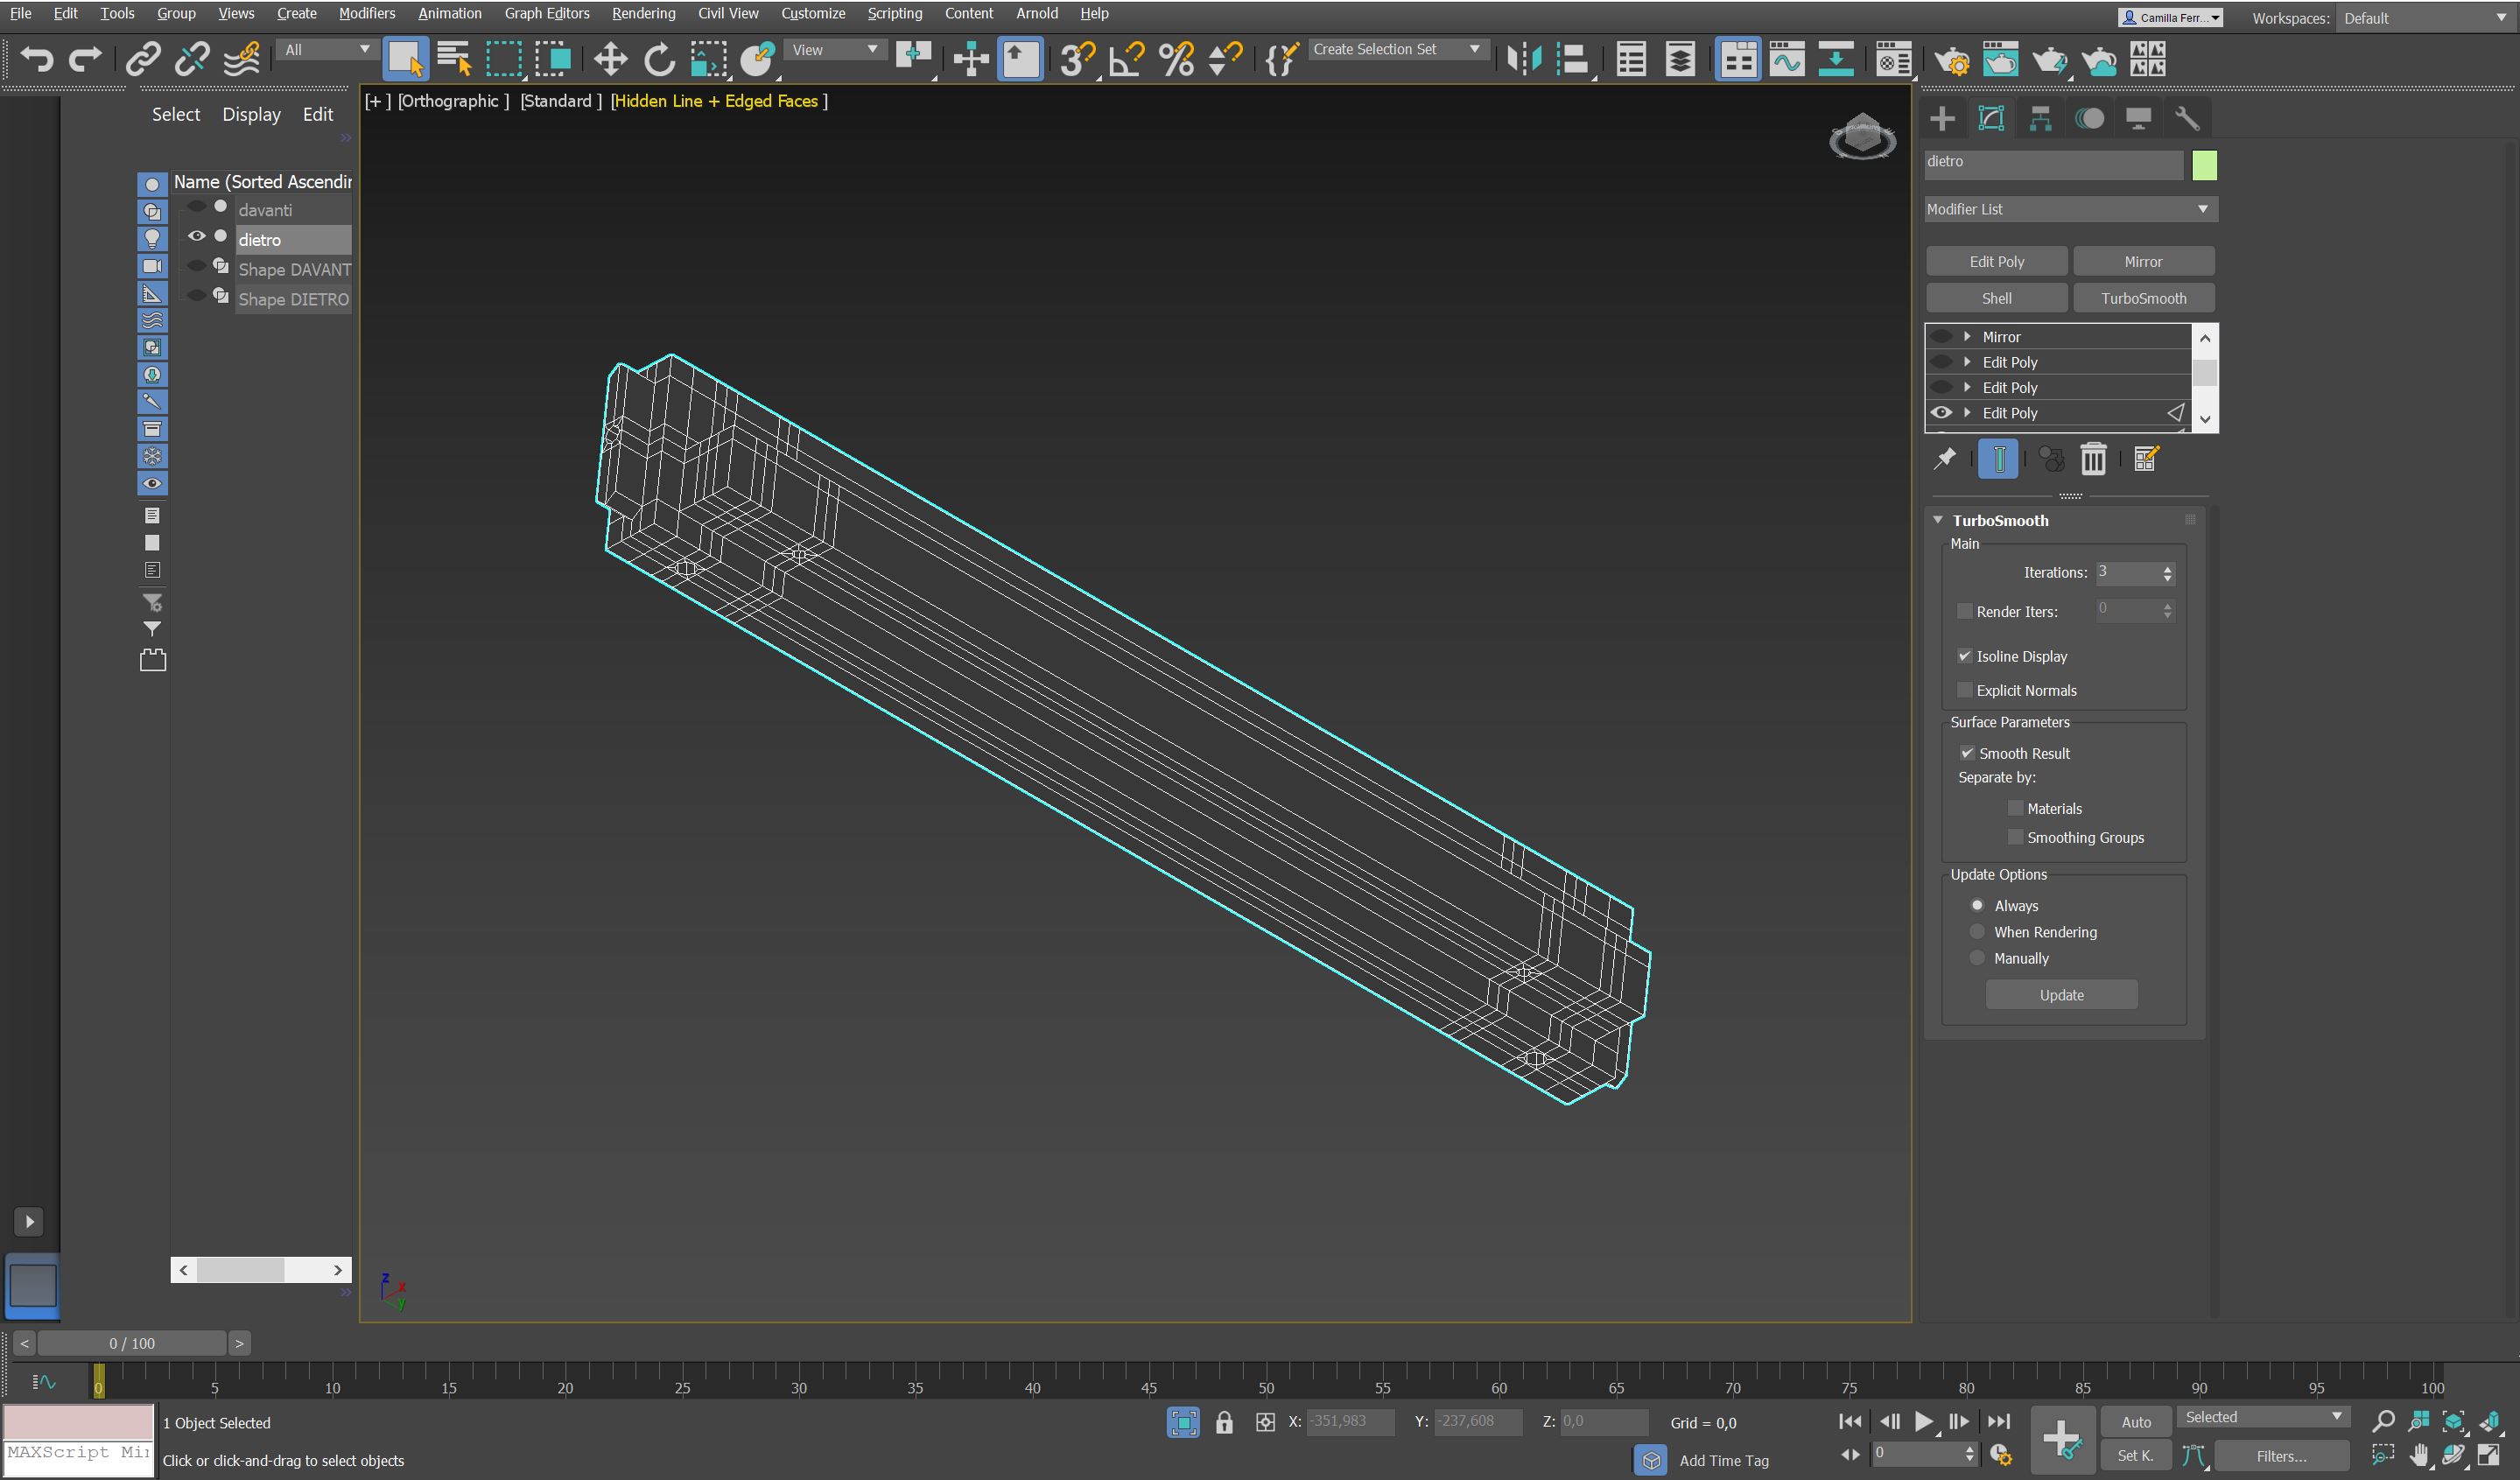 File Edit Tools Group Views Create Modifiers Animation Graph Editors Rendering Civil View Customize Scripting Content Arnold Help
Camilla Ferr... Workspaces: Default
All View Create Selection Set
[+ ] [Orthographic ] [Standard ] [Hidden Line + Edged Faces ]
Select Display Edit
Name (Sorted Ascendin
davanti
dietro
Shape DAVANT
Shape DIETRO
dietro
Modifier List
Edit Poly Mirror
Shell TurboSmooth
Mirror
Edit Poly
Edit Poly
Edit Poly
TurboSmooth
Main
Iterations: 3
Render Iters: 0
Isoline Display
Explicit Normals
Surface Parameters
Smooth Result
Separate by:
Materials
Smoothing Groups
Update Options
Always
When Rendering
Manually
Update
z
x
y
< 0 / 100 >
0 5 10 15 20 25 30 35 40 45 50 55 60 65 70 75 80 85 90 95 100
1 Object Selected X: -351,983 Y: -237,608 Z: 0,0 Grid = 0,0 Auto Selected
MAXScript Mi
Click or click-and-drag to select objects Add Time Tag 0 Set K. Filters...